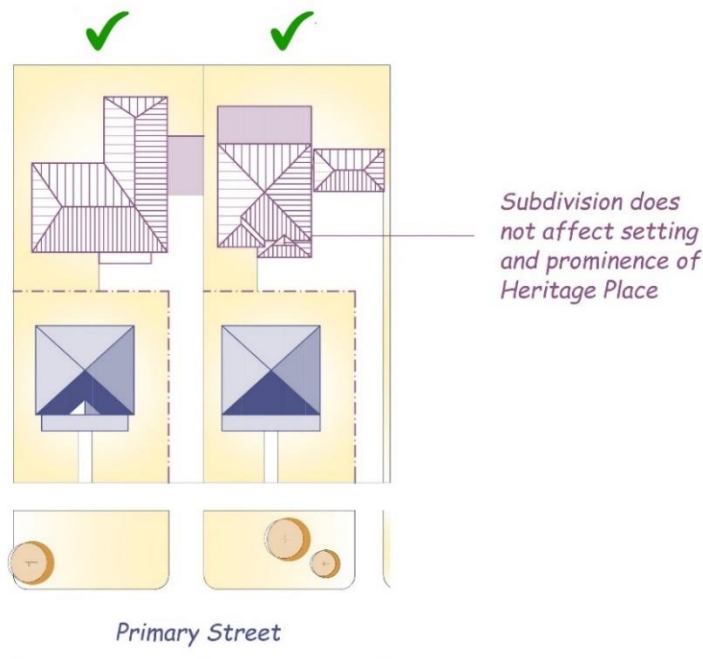 Subdivision does
not affect setting
and prominence of
Heritage Place
Primary Street